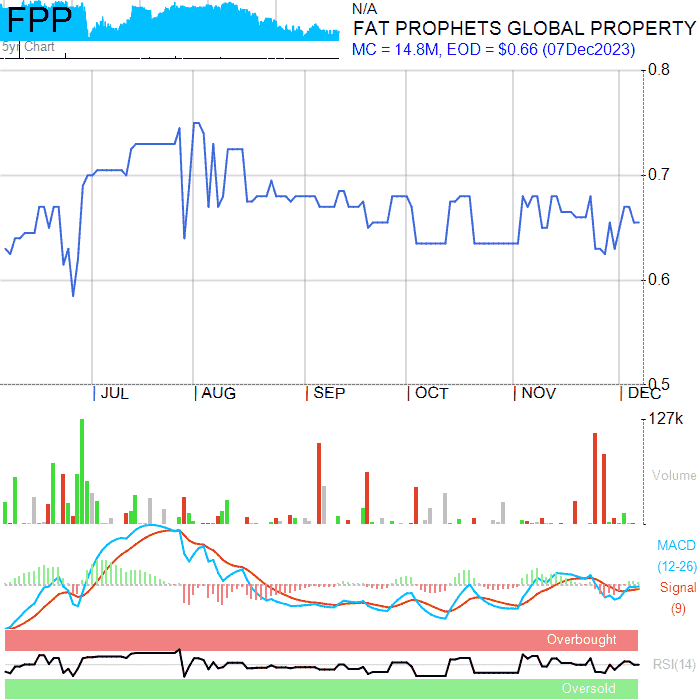 FPP
5yr Chart
N/A
FAT PROPHETS GLOBAL PROPERTY
MC = 14.8M, EOD = $0.66 (07Dec2023)
0.8
0.7
0.6
0.5
JUL
AUG
SEP
OCT
NOV
DEC
127k
Volume
MACD
(12-26)
Signal
(9)
Overbought
RSI(14)
Oversold